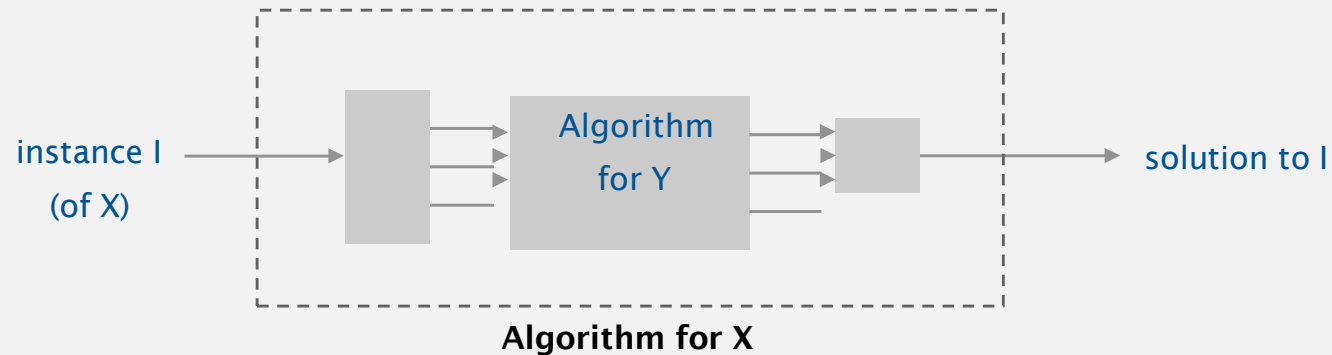 instance I
(of X)
Algorithm
for Y
solution to I
Algorithm for X